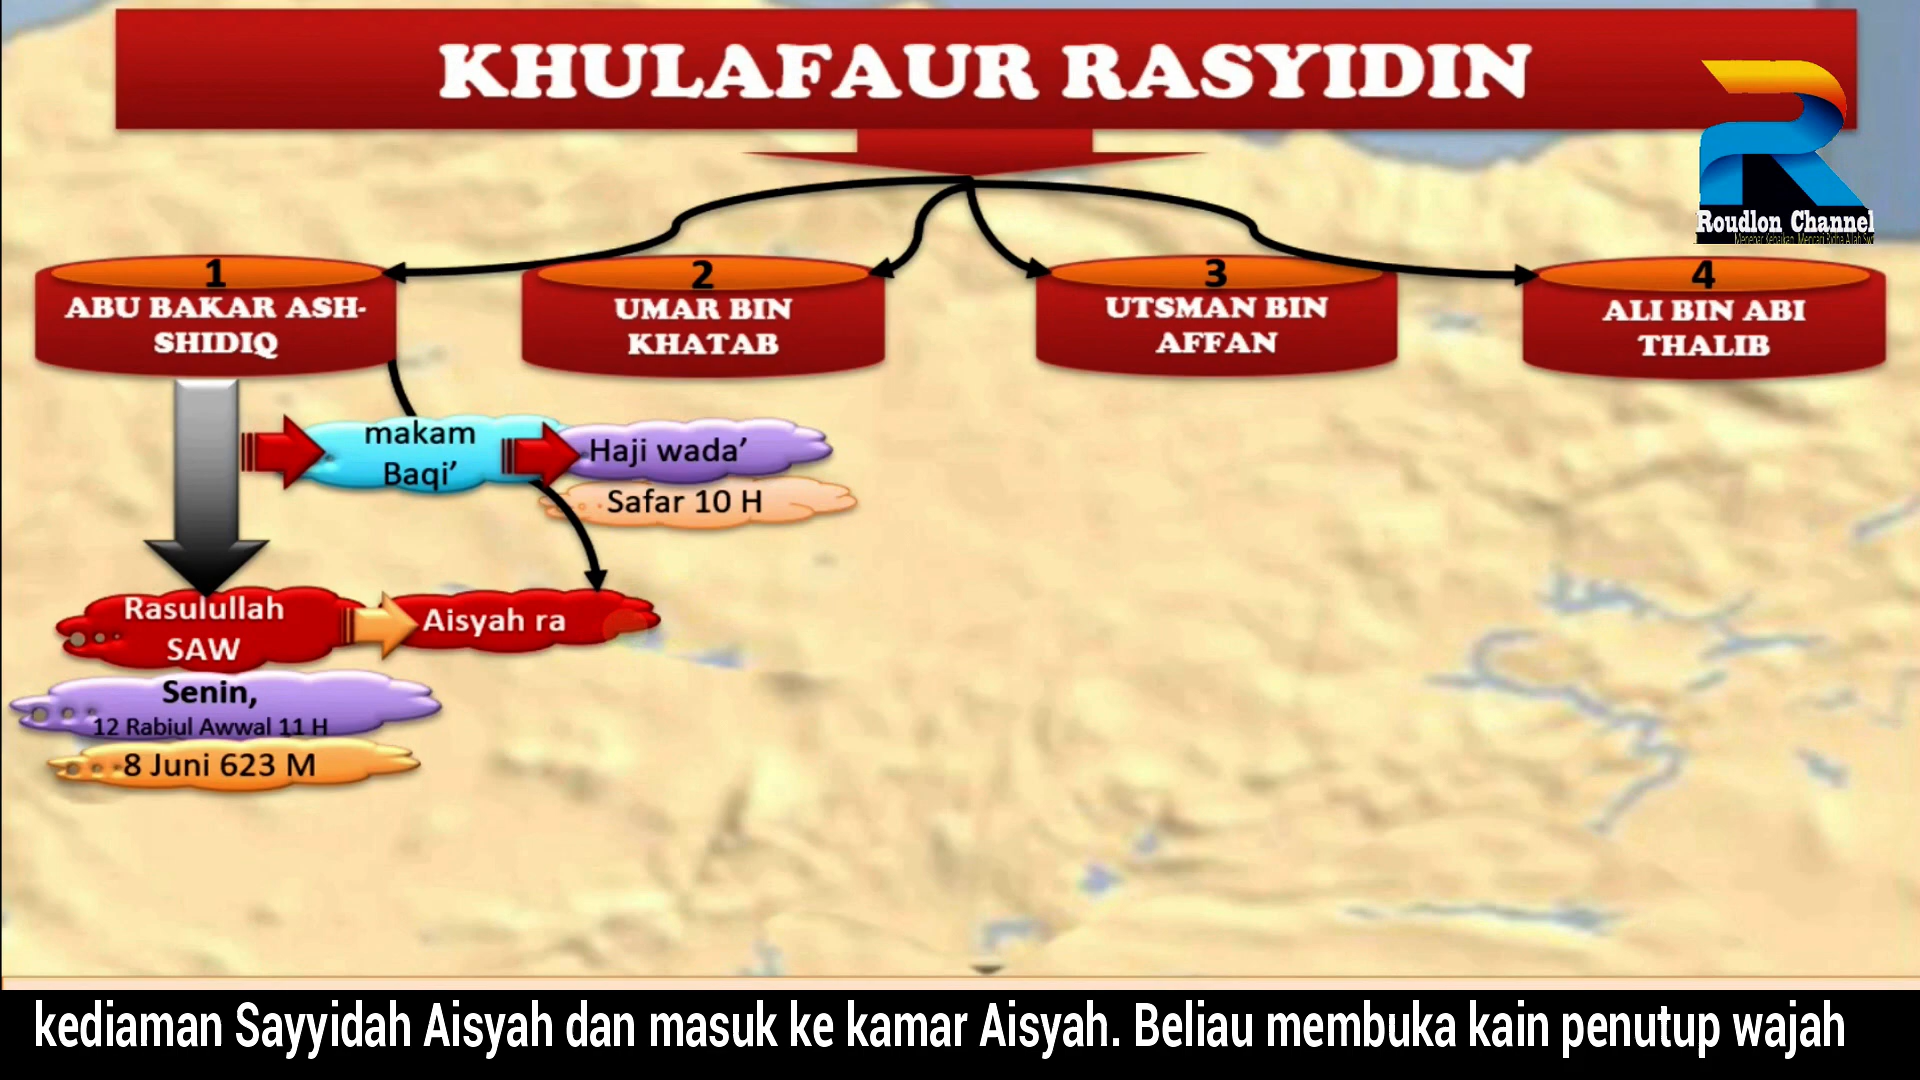 KHULAFAUR RASYIDIN
Roudlon Channel
1
ABU BAKAR ASH-
SHIDIQ
2
UMAR BIN
KHATAB
3
UTSMAN BIN
AFFAN
4
ALI BIN ABI
THALIB
makam
Baqi’
Haji wada’
Safar 10 H
Rasulullah
SAW
Aisyah ra
Senin,
12 Rabiul Awwal 11 H
8 Juni 623 M
kediaman Sayyidah Aisyah dan masuk ke kamar Aisyah. Beliau membuka kain penutup wajah